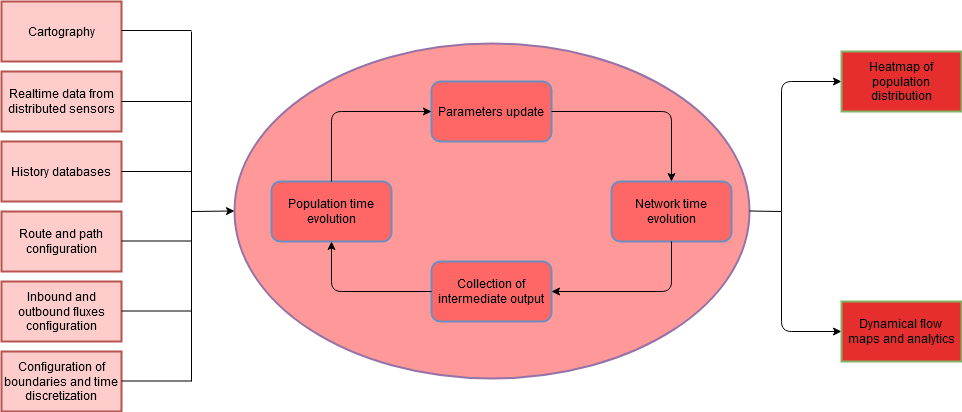 Cartography
Realtime data from
distributed sensors
History databases
Route and path
configuration
Inbound and
outbound fluxes
configuration
Configuration of
boundaries and time
discretization
Parameters update
Population time
evolution
Network time
evolution
Collection of
intermediate output
Heatmap of
population
distribution
Dynamical flow
maps and analytics